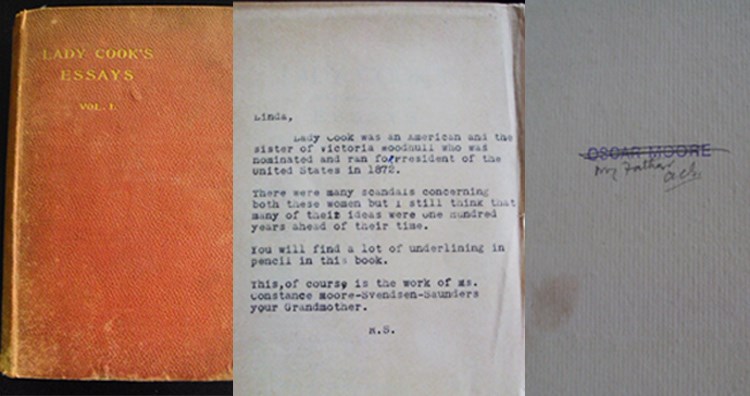 LADY COOK'S
ESSAYS
VOL. I.
Linda,
Lady Cook was an American and the
sister of Victoria Woodhull who was
nominated and ran for President of the
United States in 1872.
There were many scandals concerning
both these women but I still think that
many of their ideas were one hundred
years ahead of their time.
You will find a lot of underlining in
pencil in this book.
This,of course is the work of Ms.
Constance Moore-Svendsen-Saunders
your Grandmother.
R.S.
OSCAR MOORE
My Father